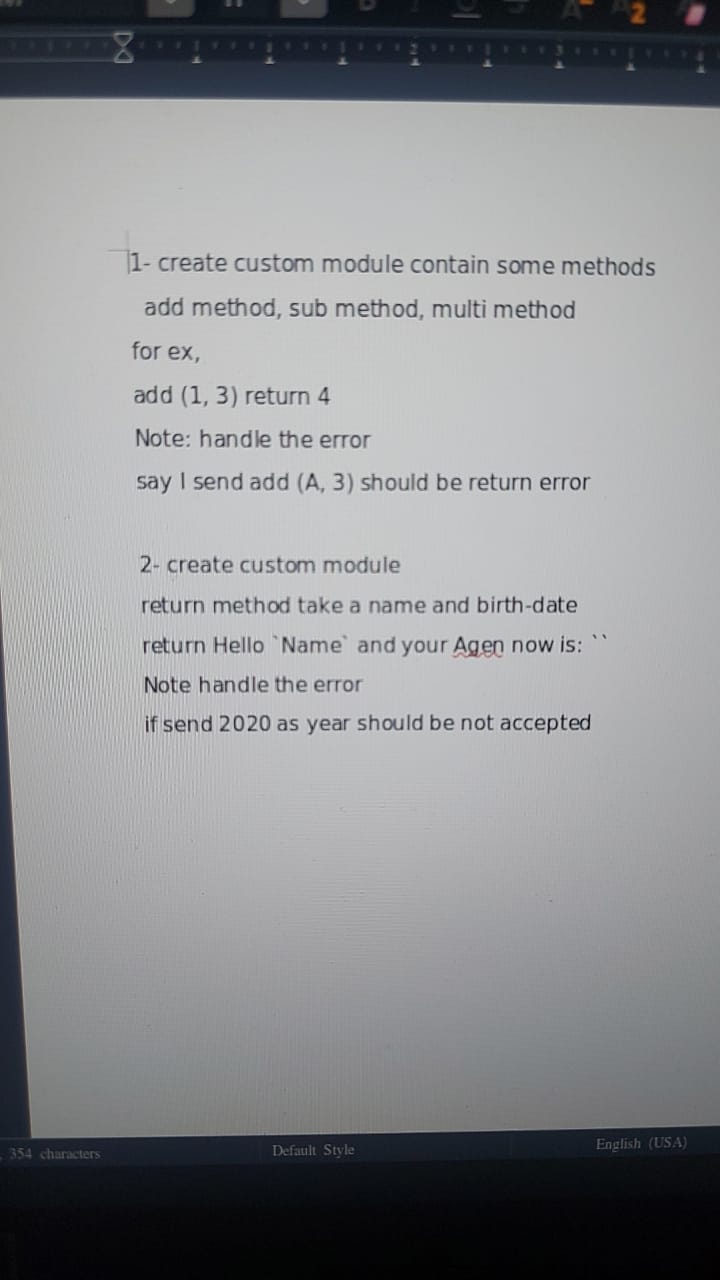 1- create custom module contain some methods
add method, sub method, multi method
for ex,
add (1, 3) return 4
Note: handle the error
say I send add (A, 3) should be return error
2- create custom module
return method take a name and birth-date
return Hello `Name` and your Agen now is: ``
Note handle the error
if send 2020 as year should be not accepted
354 characters
Default Style
English (USA)